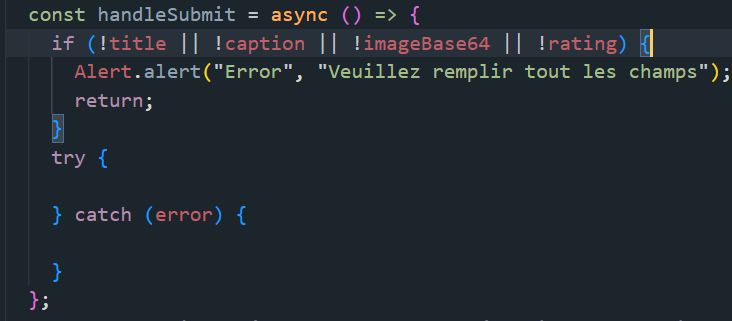 const handleSubmit = async () => {
if (!title || !caption || !imageBase64 || !rating) {
Alert.alert("Error", "Veuillez remplir tout les champs");
return;
}
try {
} catch (error) {
}
};